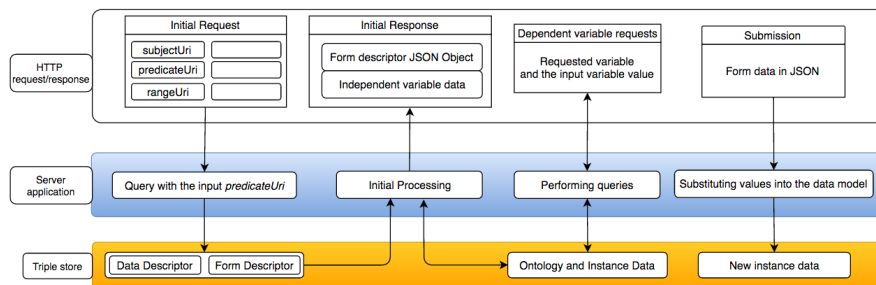 HTTP
request/response
Initial Request
subjectUri
predicateUri
rangeUri
Initial Response
Form descriptor JSON Object
Independent variable data
Dependent variable requests
Requested variable
and the input variable value
Submission
Form data in JSON
Server
application
Query with the input predicateUri
Initial Processing
Performing queries
Substituting values into the data model
Triple store
Data Descriptor
Form Descriptor
Ontology and Instance Data
New instance data